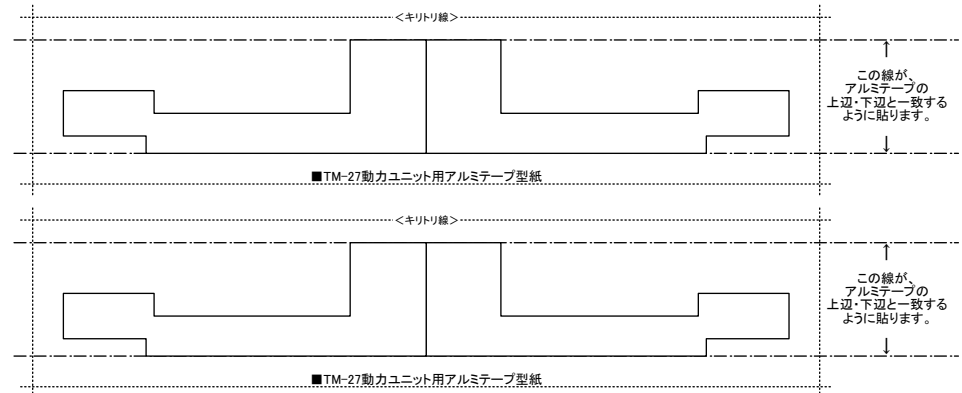 ＜キリトリ線＞
この線が、
アルミテープの
上辺・下辺と一致する
ように貼ります。
■TM-27動力ユニット用アルミテープ型紙
＜キリトリ線＞
この線が、
アルミテープの
上辺・下辺と一致する
ように貼ります。
■TM-27動力ユニット用アルミテープ型紙